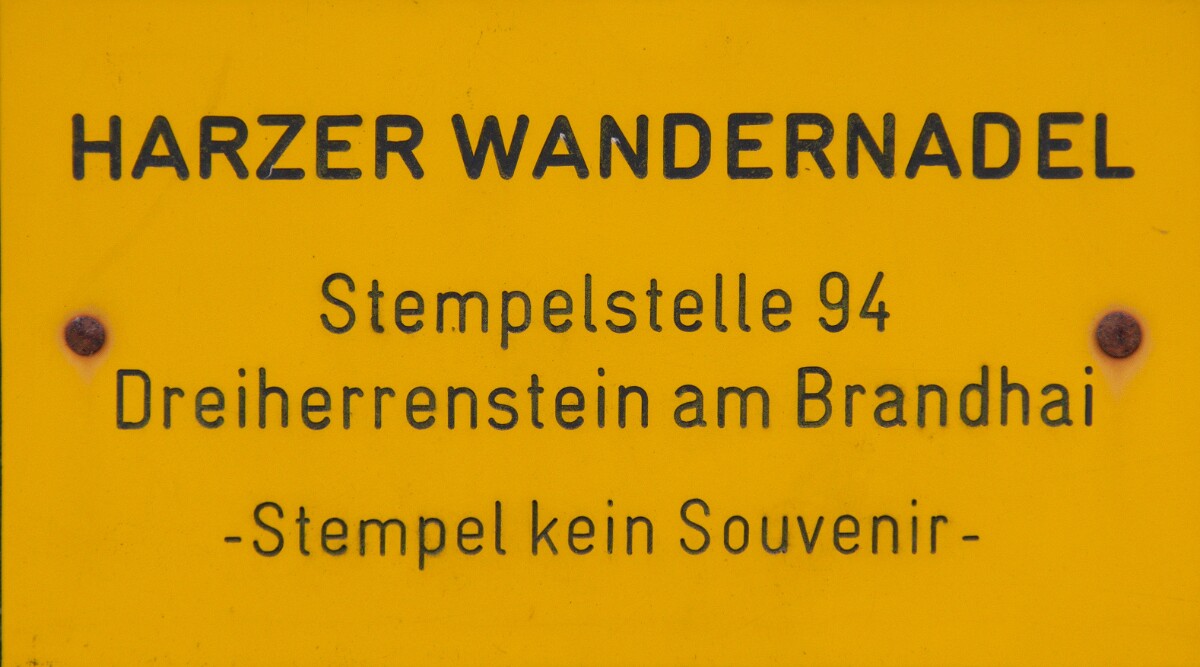 HARZER WANDERNADEL
Stempelstelle 94
Dreiherrenstein am Brandhai
-Stempel kein Souvenir-